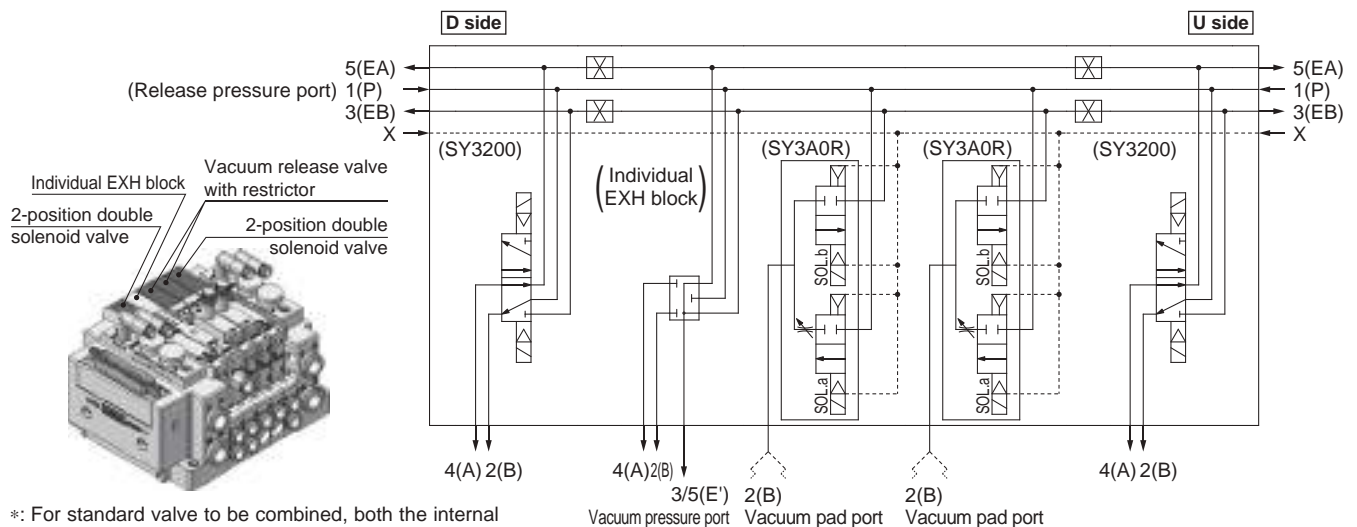 D side
U side
5(EA)
(Release pressure port) 1(P)
3(EB)
X
5(EA)
1(P)
3(EB)
X
(SY3200)
(Individual
EXH block)
(SY3A0R)
(SY3A0R)
(SY3200)
Individual EXH block
Vacuum release valve
with restrictor
2-position double
solenoid valve
2-position double
solenoid valve
SOL.b
SOL.a
SOL.b
SOL.a
4(A) 2(B)
4(A) 2(B)
3/5(E')
Vacuum pressure port
2(B)
Vacuum pad port
2(B)
Vacuum pad port
4(A) 2(B)
*: For standard valve to be combined, both the internal